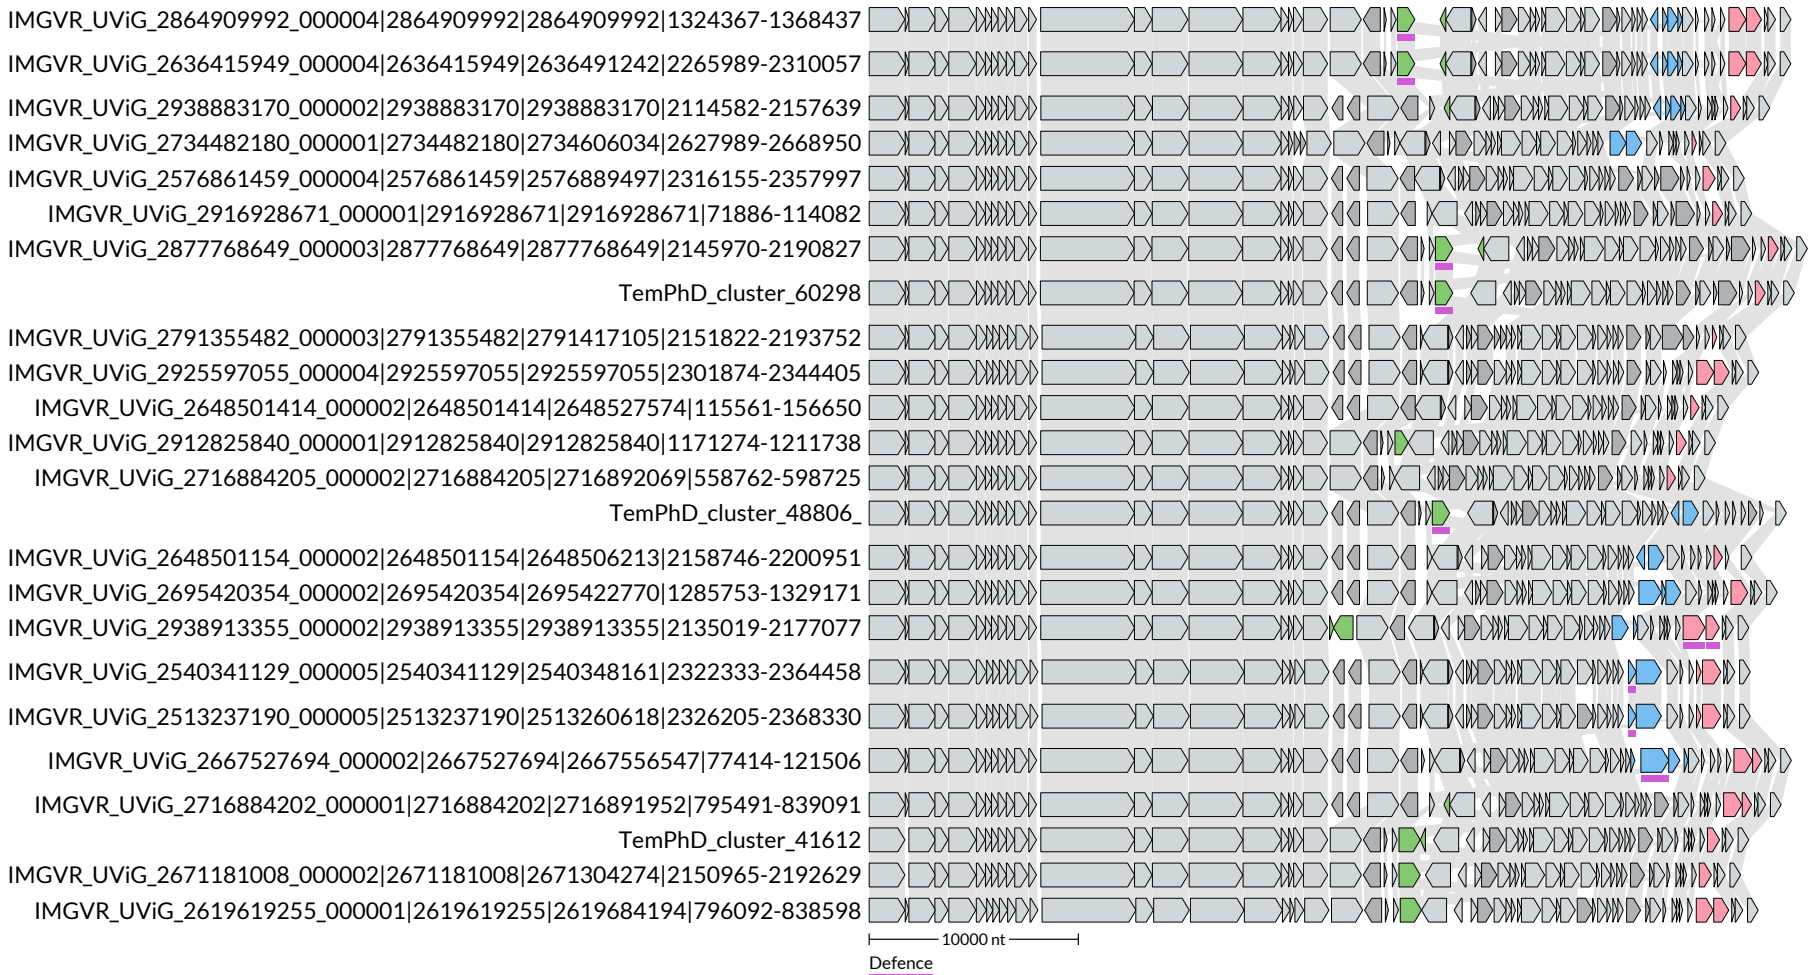 IMGVR_UViG_2864909992_000004|2864909992|2864909992|1324367-1368437
IMGVR_UViG_2636415949_000004|2636415949|2636491242|2265989-2310057
IMGVR_UViG_2938883170_000002|2938883170|2938883170|2114582-2157639
IMGVR_UViG_2734482180_000001|2734482180|2734606034|2627989-2668950
IMGVR_UViG_2576861459_000004|2576861459|2576889497|2316155-2357997
IMGVR_UViG_2916928671_000001|2916928671|2916928671|71886-114082
IMGVR_UViG_2877768649_000003|2877768649|2877768649|2145970-2190827
TemPhD_cluster_60298
IMGVR_UViG_2791355482_000003|2791355482|2791417105|2151822-2193752
IMGVR_UViG_2925597055_000004|2925597055|2925597055|2301874-2344405
IMGVR_UViG_2648501414_000002|2648501414|2648527574|115561-156650
IMGVR_UViG_2912825840_000001|2912825840|2912825840|1171274-1211738
IMGVR_UViG_2716884205_000002|2716884205|2716892069|558762-598725
TemPhD_cluster_48806_
IMGVR_UViG_2648501154_000002|2648501154|2648506213|2158746-2200951
IMGVR_UViG_2695420354_000002|2695420354|2695422770|1285753-1329171
IMGVR_UViG_2938913355_000002|2938913355|2938913355|2135019-2177077
IMGVR_UViG_2540341129_000005|2540341129|2540348161|2322333-2364458
IMGVR_UViG_2513237190_000005|2513237190|2513260618|2326205-2368330
IMGVR_UViG_2667527694_000002|2667527694|2667556547|77414-121506
IMGVR_UViG_2716884202_000001|2716884202|2716891952|795491-839091
TemPhD_cluster_41612
IMGVR_UViG_2671181008_000002|2671181008|2671304274|2150965-2192629
IMGVR_UViG_2619619255_000001|2619619255|2619684194|796092-838598
10000 nt
Defence